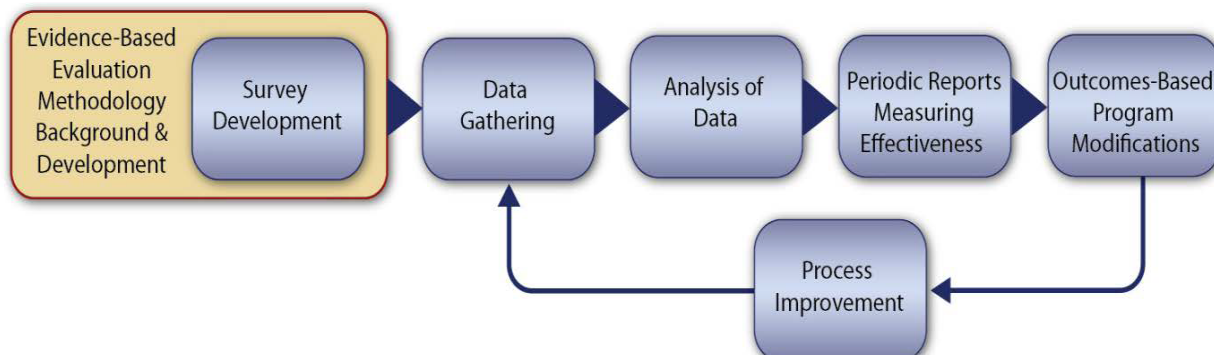 Evidence-Based
Evaluation
Methodology
Background &
Development
Survey
Development
Data
Gathering
Analysis of
Data
Periodic Reports
Measuring
Effectiveness
Outcomes-Based
Program
Modifications
Process
Improvement